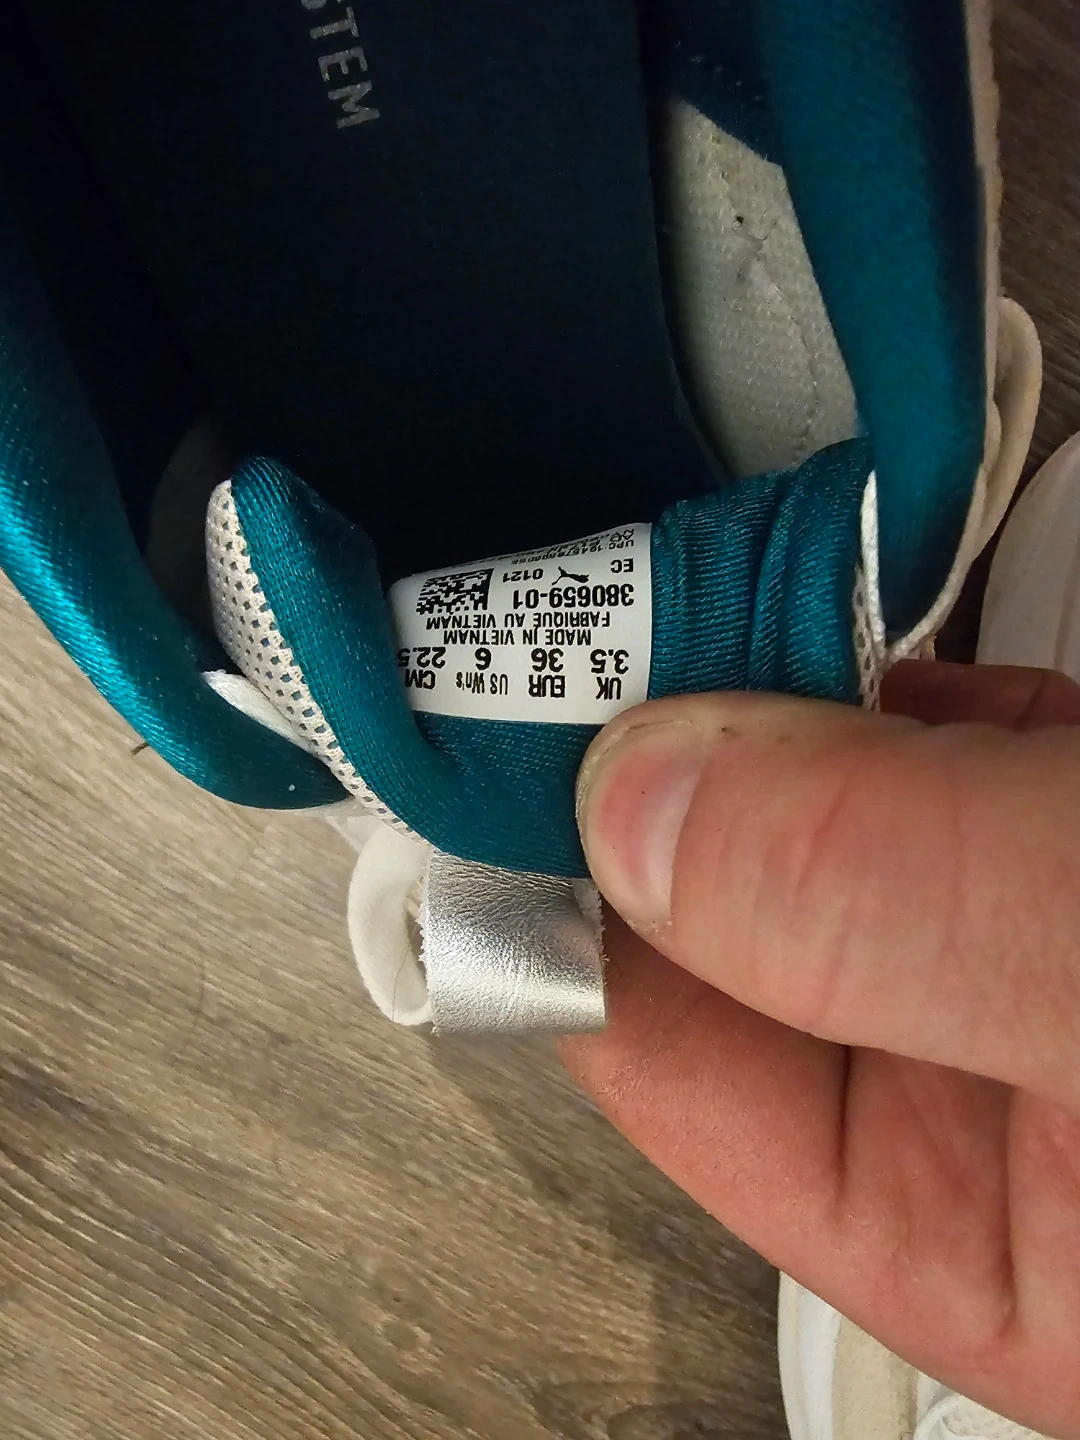 STEM
UK EUR US Wn's CM
3.5 36 6 22.5
MADE IN VIETNAM
FABRIQUE AU VIETNAM
380659-01
EC 0121